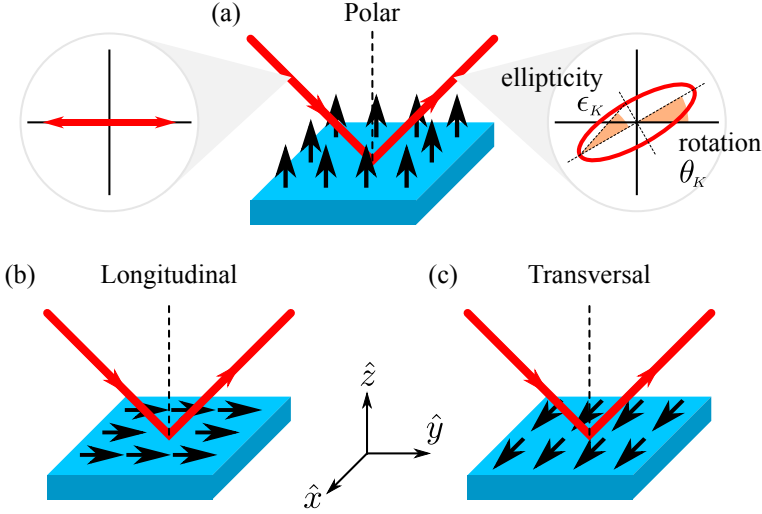 (a) Polar
ellipticity
ϵ_K
rotation
θ_K
(b) Longitudinal
(c) Transversal
ẑ
ŷ
x̂